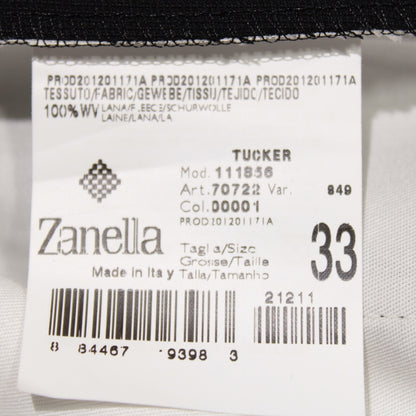 PROD201201171A PROD201201171A PROD201201171A
TESSUTO/FABRIC/GEWEBE/TISSU/TEJIDO/TECIDO
100% WV LANA/FLEECE/SCHURWOLLE
LAINE/LANA/LA
TUCKER
Mod. 111856
Art. 70722 Var. 949
Col. 00001
PROD201201171A
Zanella
Taglia/Size
Grosse/Taille
Talla/Tamanho
33
Made in Italy
21211
8 84467 9398 3